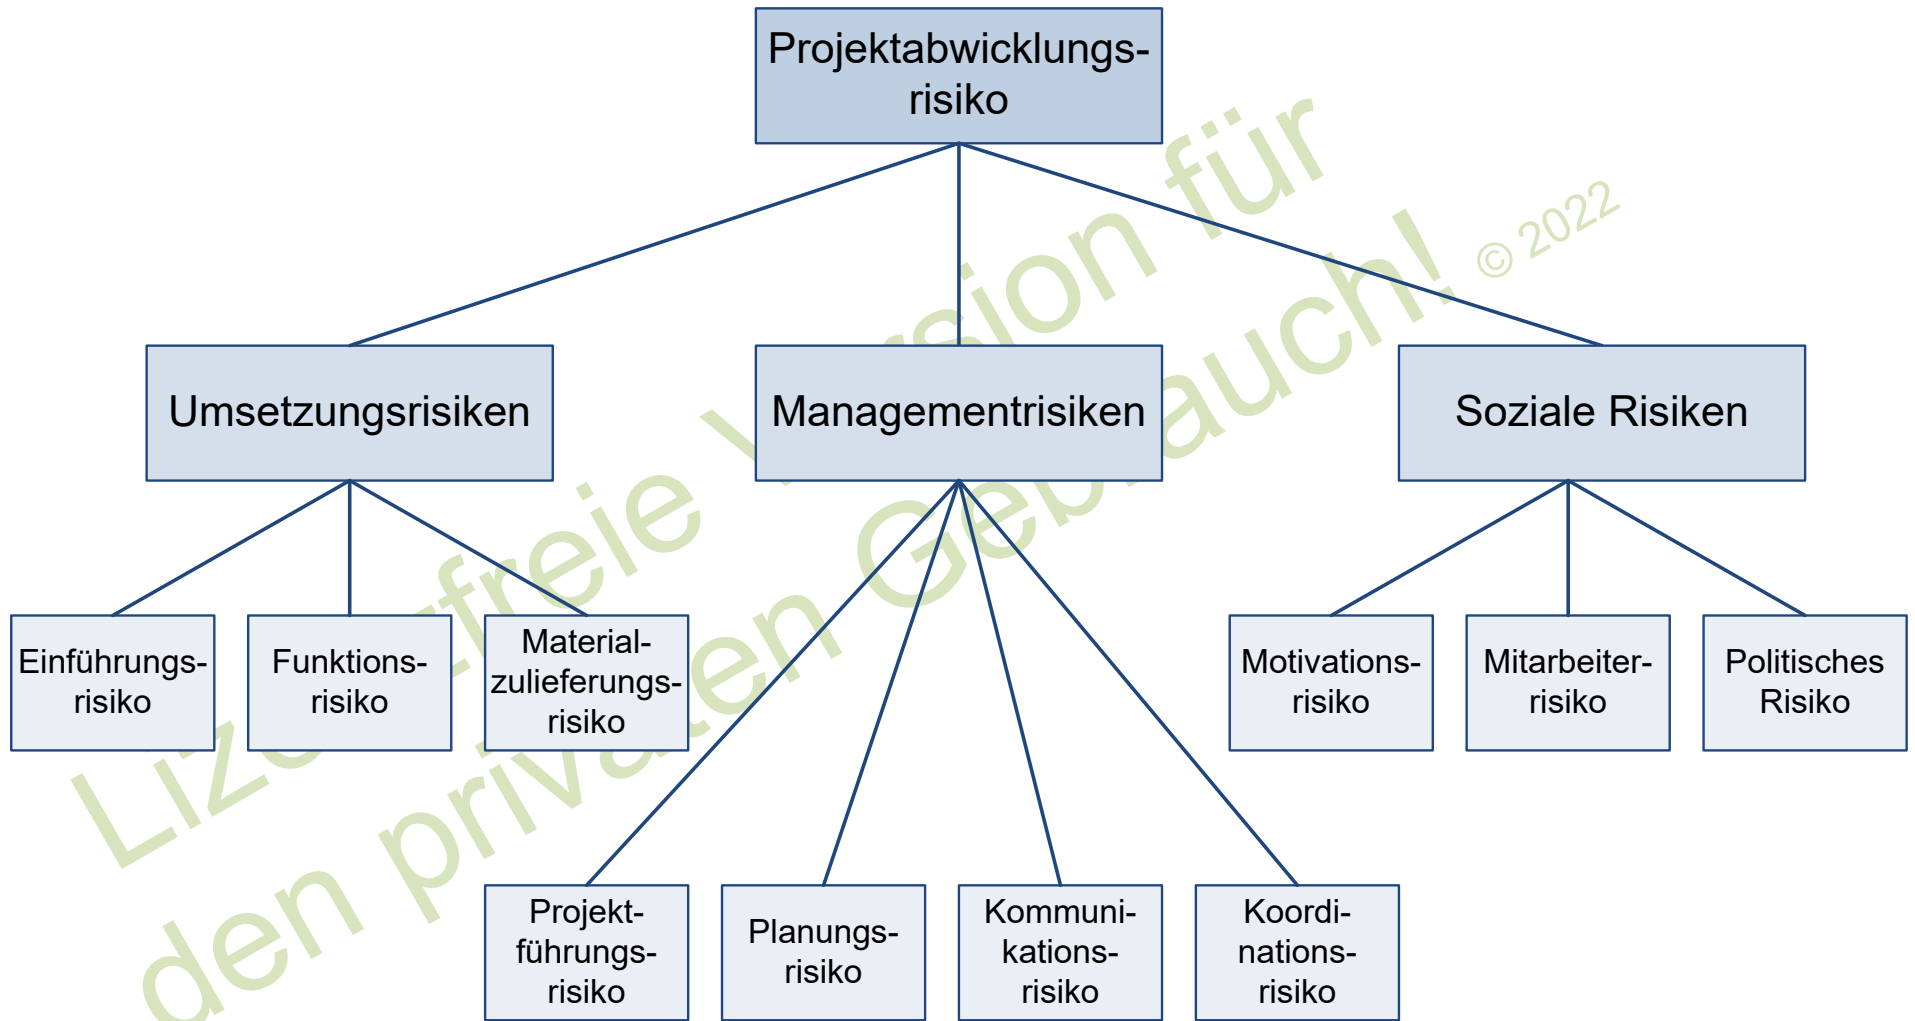 Projektabwicklungs-
risiko
Umsetzungsrisiken
Managementrisiken
Soziale Risiken
Einführungs-
risiko
Funktions-
risiko
Material-
zulieferungs-
risiko
Motivations-
risiko
Mitarbeiter-
risiko
Politisches
Risiko
Projekt-
führungs-
risiko
Planungs-
risiko
Kommuni-
kations-
risiko
Koordi-
nations-
risiko
Lizenzfreie Version für
den privaten Gebrauch! © 2022